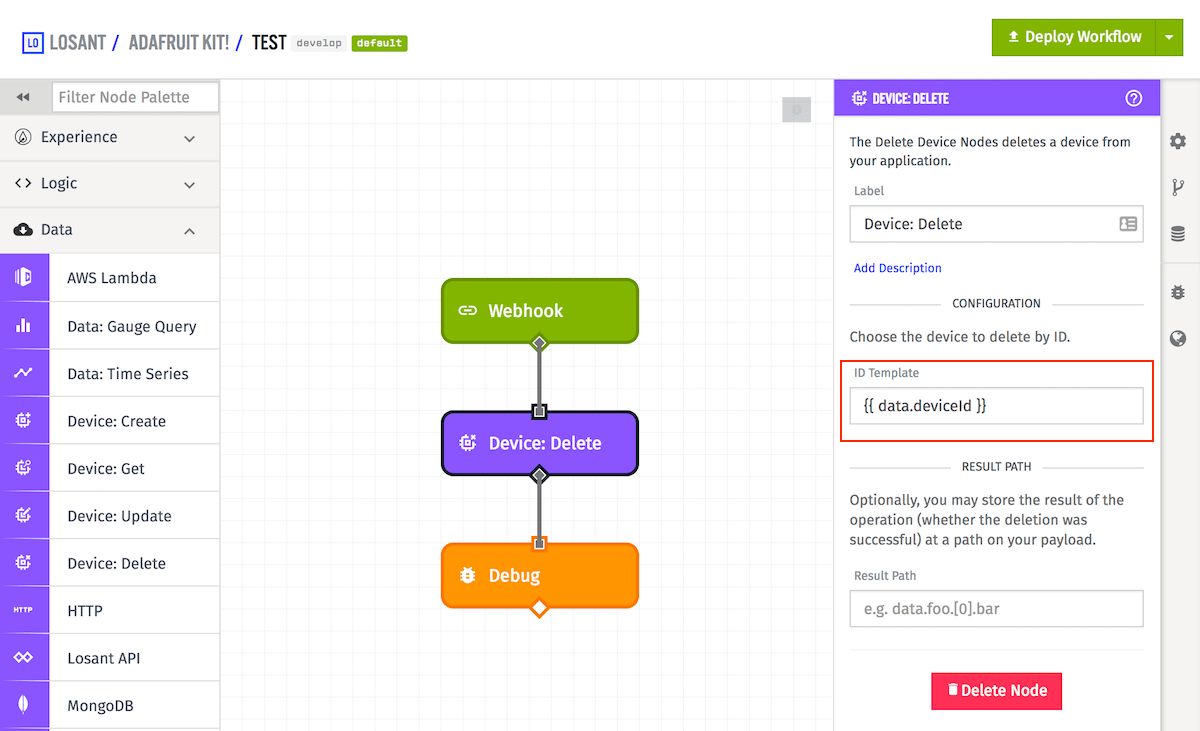 LO LOSANT / ADAFRUIT KIT! / TEST develop default
Deploy Workflow
Filter Node Palette
Experience
Logic
Data
AWS Lambda
Data: Gauge Query
Data: Time Series
Device: Create
Device: Get
Device: Update
Device: Delete
HTTP HTTP
Losant API
MongoDB
Webhook
Device: Delete
Debug
DEVICE: DELETE
The Delete Device Nodes deletes a device from
your application.
Label
Device: Delete
Add Description
CONFIGURATION
Choose the device to delete by ID.
ID Template
{{ data.deviceId }}
RESULT PATH
Optionally, you may store the result of the
operation (whether the deletion was
successful) at a path on your payload.
Result Path
e.g. data.foo.[0].bar
Delete Node